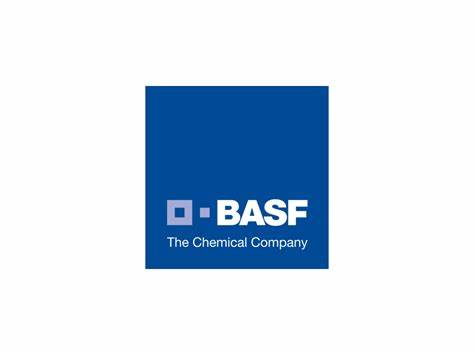 BASF
The Chemical Company